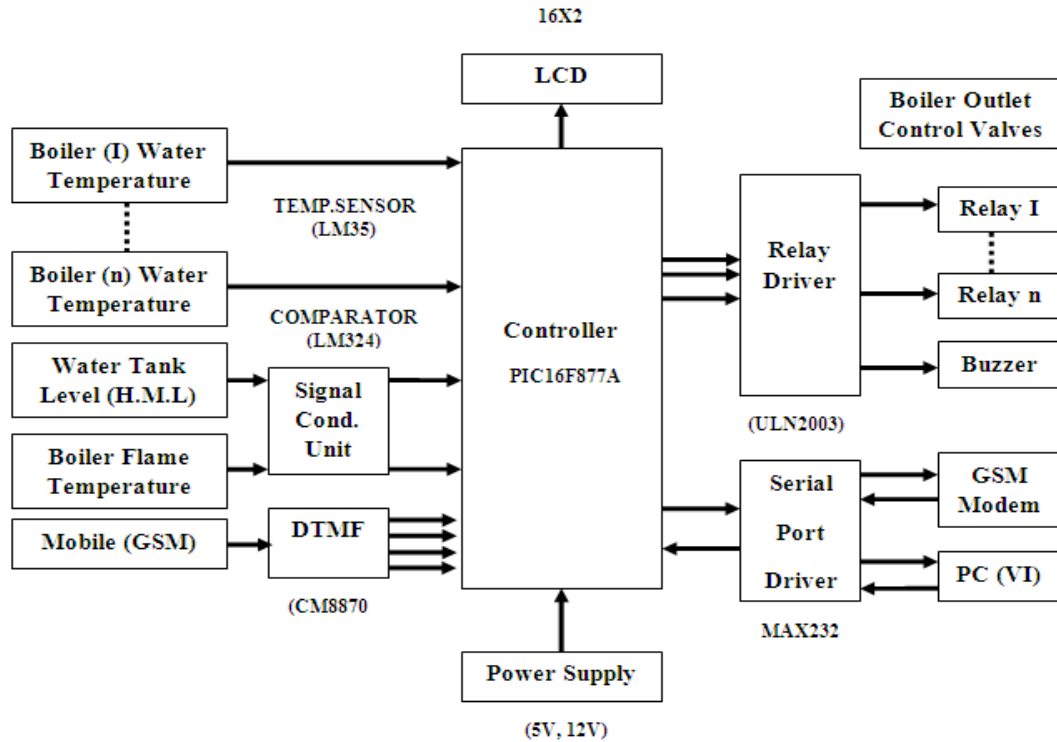 16X2
LCD
Boiler Outlet
Control Valves
Boiler (I) Water
Temperature
TEMP.SENSOR
(LM35)
Boiler (n) Water
Temperature
COMPARATOR
(LM324)
Water Tank
Level (H.M.L)
Signal
Cond.
Unit
Boiler Flame
Temperature
Mobile (GSM)
DTMF
(CM8870
Controller
PIC16F877A
Power Supply
(5V, 12V)
Relay
Driver
(ULN2003)
Relay I
Relay n
Buzzer
Serial
Port
Driver
MAX232
GSM
Modem
PC (VI)